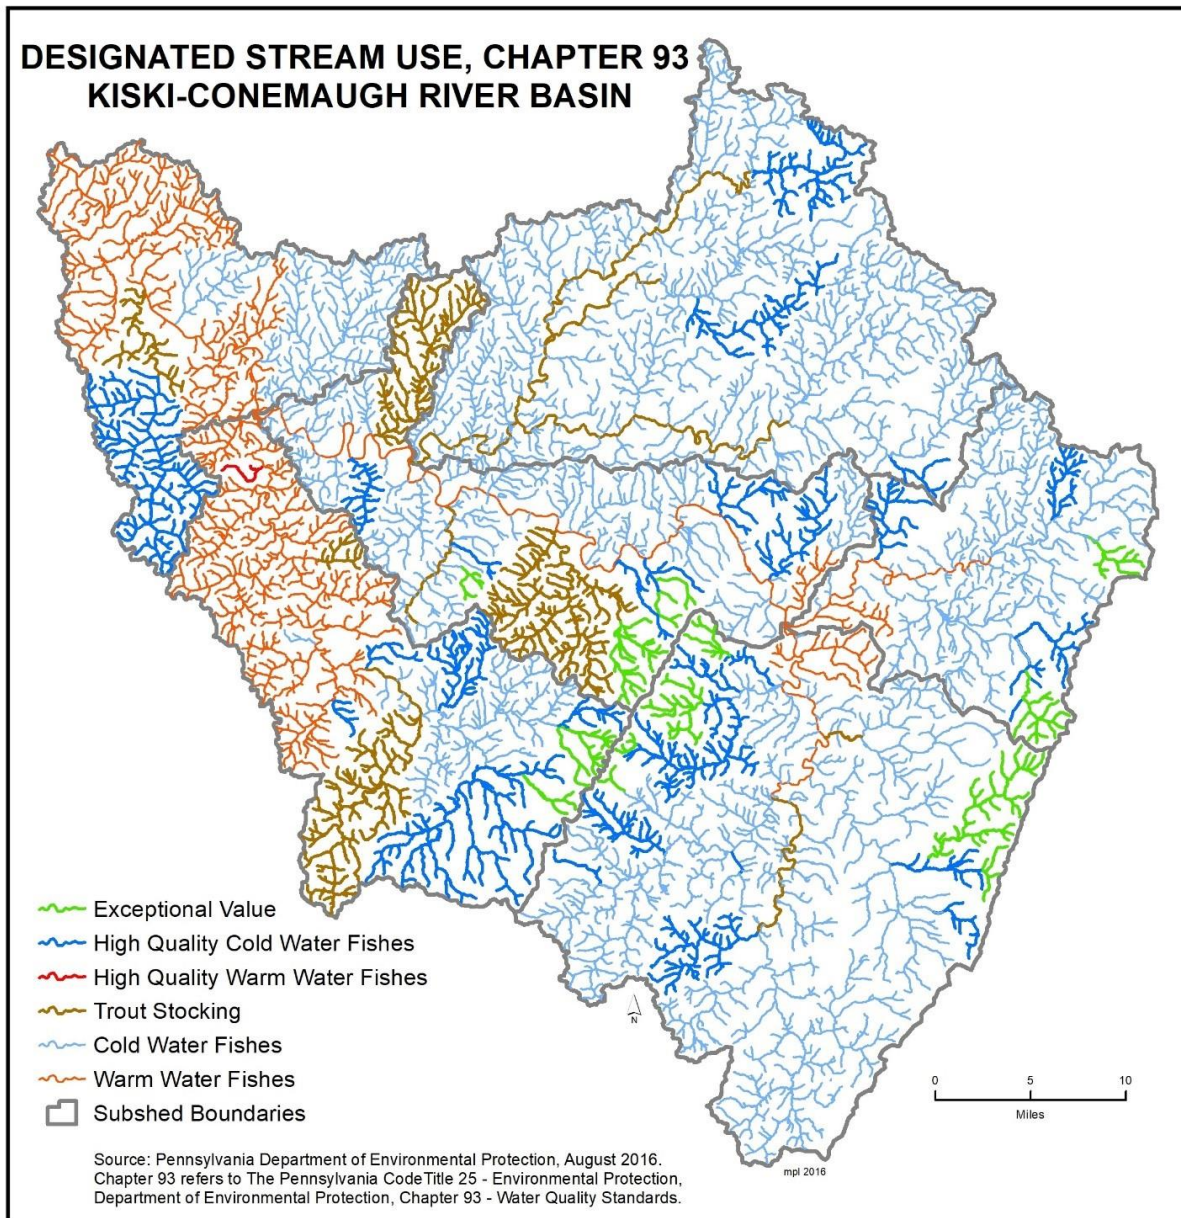 DESIGNATED STREAM USE, CHAPTER 93
KISKI-CONEMAUGH RIVER BASIN
Exceptional Value
High Quality Cold Water Fishes
High Quality Warm Water Fishes
Trout Stocking
Cold Water Fishes
Warm Water Fishes
Subshed Boundaries
N
0 5 10
Miles
Source: Pennsylvania Department of Environmental Protection, August 2016.
Chapter 93 refers to The Pennsylvania CodeTitle 25 - Environmental Protection,
Department of Environmental Protection, Chapter 93 - Water Quality Standards.
mpl 2016